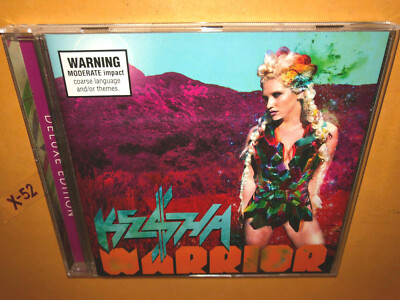 WARNING
MODERATE impact
coarse language
and/or themes.
DELUXE EDITION
X-52
KE$HA
WARRIOR